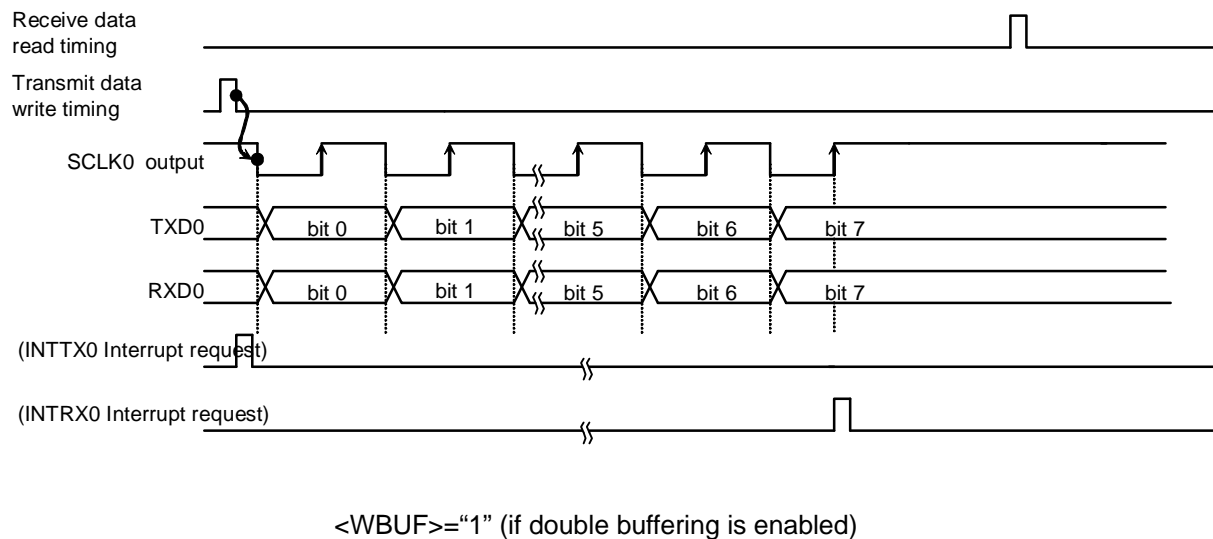 Receive data
read timing
Transmit data
write timing
SCLK0 output
TXD0 bit 0 bit 1 bit 5 bit 6 bit 7
RXD0 bit 0 bit 1 bit 5 bit 6 bit 7
(INTTX0 Interrupt request)
(INTRX0 Interrupt request)
<WBUF>=“1” (if double buffering is enabled)